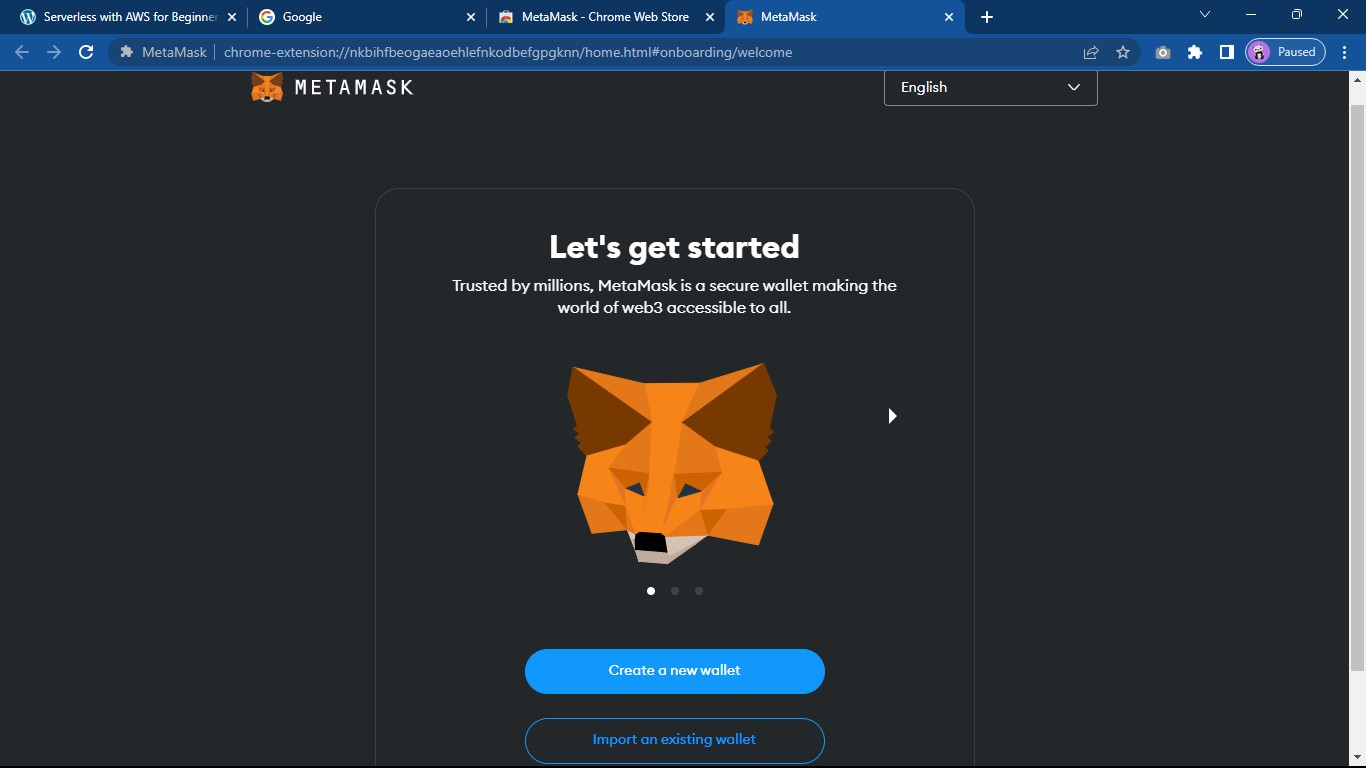 Serverless with AWS for Beginner
Google
MetaMask - Chrome Web Store
MetaMask
MetaMask
chrome-extension://nkbihfbeogaeaoehlefnkodbefgpgknn/home.html#onboarding/welcome
Paused
METAMASK
English
Let's get started
Trusted by millions, MetaMask is a secure wallet making the
world of web3 accessible to all.
Create a new wallet
Import an existing wallet